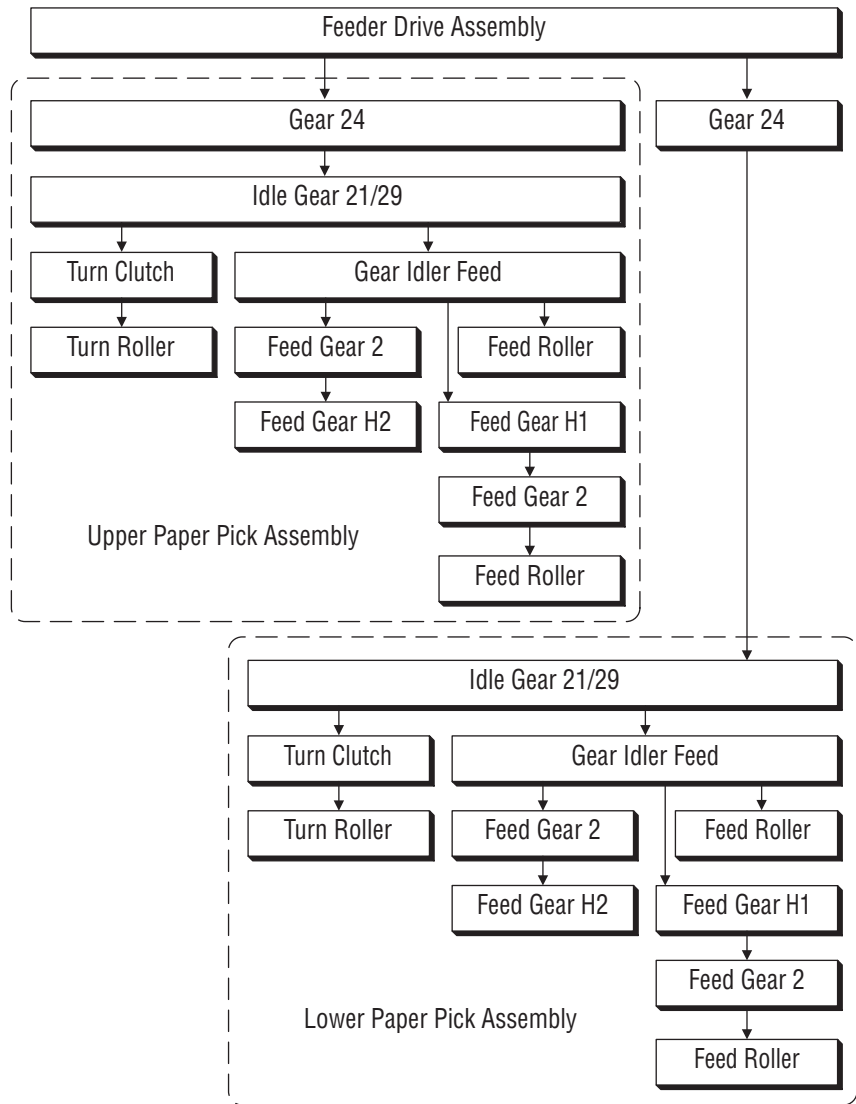 Feeder Drive Assembly
Gear 24
Gear 24
Idle Gear 21/29
Turn Clutch
Gear Idler Feed
Turn Roller
Feed Gear 2
Feed Roller
Feed Gear H2
Feed Gear H1
Feed Gear 2
Upper Paper Pick Assembly
Feed Roller
Idle Gear 21/29
Turn Clutch
Gear Idler Feed
Turn Roller
Feed Gear 2
Feed Roller
Feed Gear H2
Feed Gear H1
Feed Gear 2
Lower Paper Pick Assembly
Feed Roller